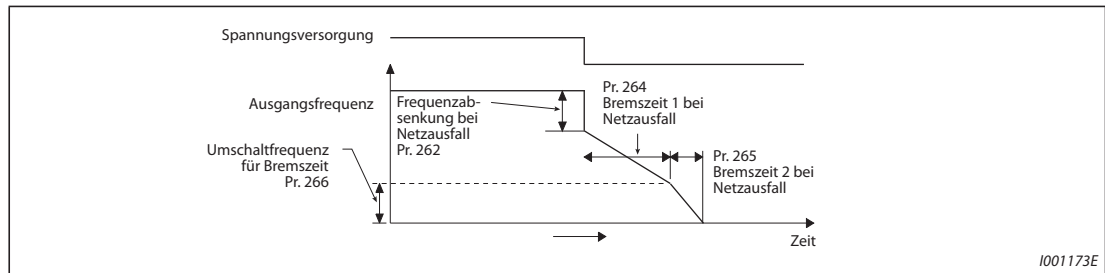 Spannungsversorgung
Ausgangsfrequenz
Frequenzab-
senkung bei
Netzausfall
Pr. 262
Pr. 264
Bremszeit 1 bei
Netzausfall
Umschaltfrequenz
für Bremszeit
Pr. 266
Pr. 265
Bremszeit 2 bei
Netzausfall
Zeit
I001173E